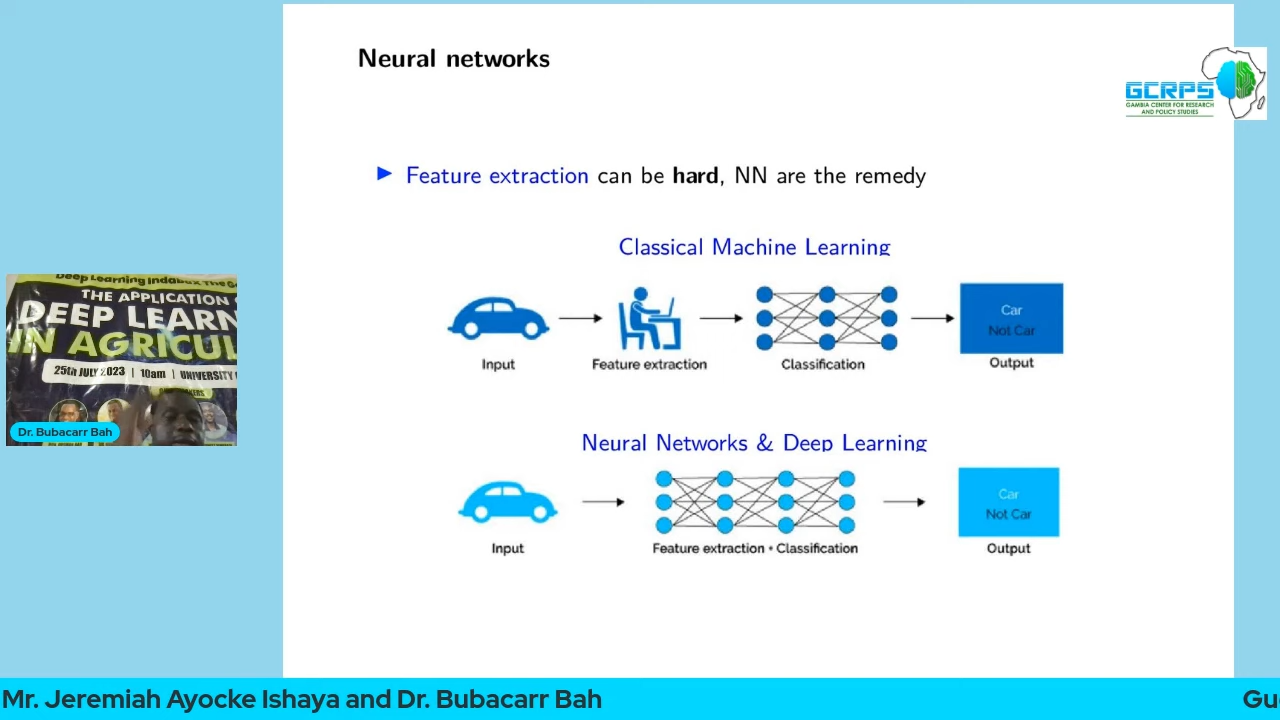 Neural networks
GCRPS
GAMBIA CENTER FOR RESEARCH
AND POLICY STUDIES
▶ Feature extraction can be hard, NN are the remedy
Classical Machine Learning
Input
Feature extraction
Classification
Car
Not Car
Output
Neural Networks & Deep Learning
Input
Feature extraction + Classification
Car
Not Car
Output
Deep Learning
THE APPLICATION
DEEP LEARN
IN AGRICUL
25th JULY 2023 | 10am | UNIVERSITY
Dr. Bubacarr Bah
Mr. Jeremiah Ayocke Ishaya and Dr. Bubacarr Bah